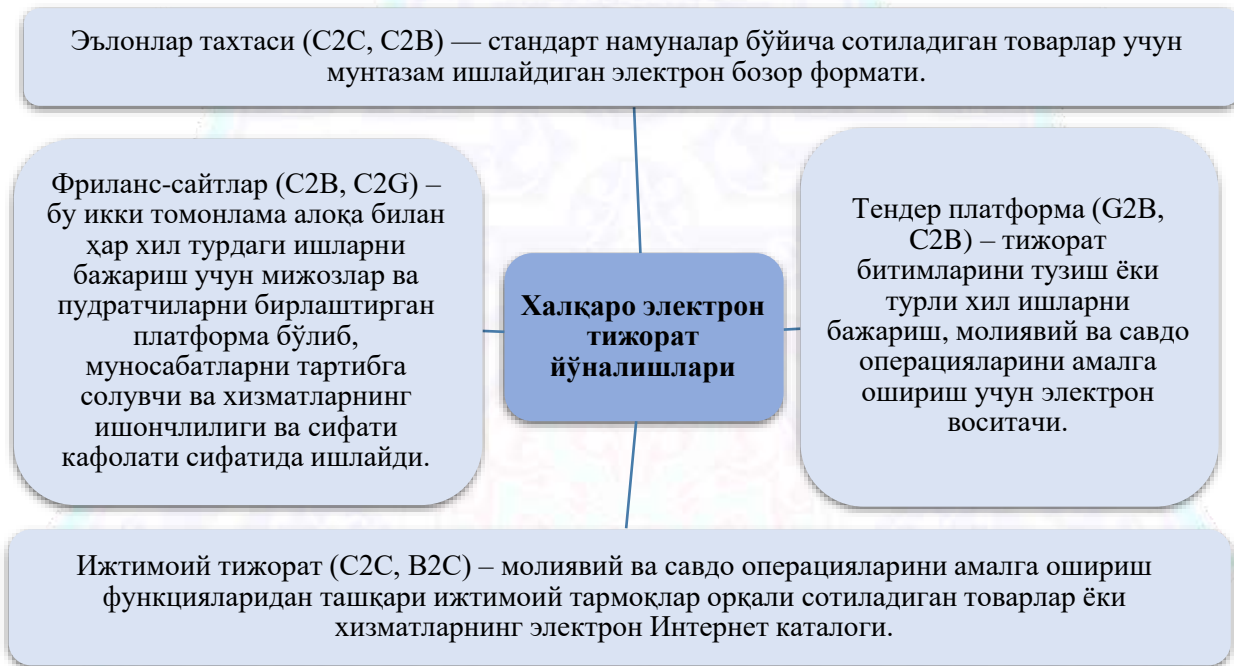 Эълонлар тахтаси (C2C, C2B) — стандарт намуналар бўйича сотиладиган товарлар учун
мунтазам ишлайдиган электрон бозор формати.
Фриланс-сайтлар (C2B, C2G) –
бу икки томонлама алоқа билан
ҳар хил турдаги ишларни
бажариш учун мижозлар ва
пудратчиларни бирлаштирган
платформа бўлиб,
муносабатларни тартибга
солувчи ва хизматларнинг
ишончлилиги ва сифати
кафолати сифатида ишлайди.
Халқаро электрон
тижорат
йўналишлари
Тендер платформа (G2B,
C2B) – тижорат
битимларини тузиш ёки
турли хил ишларни
бажариш, молиявий ва савдо
операцияларини амалга
ошириш учун электрон
воситачи.
Ижтимоий тижорат (C2C, B2C) – молиявий ва савдо операцияларини амалга ошириш
функцияларидан ташқари ижтимоий тармоқлар орқали сотиладиган товарлар ёки
хизматларнинг электрон Интернет каталоги.